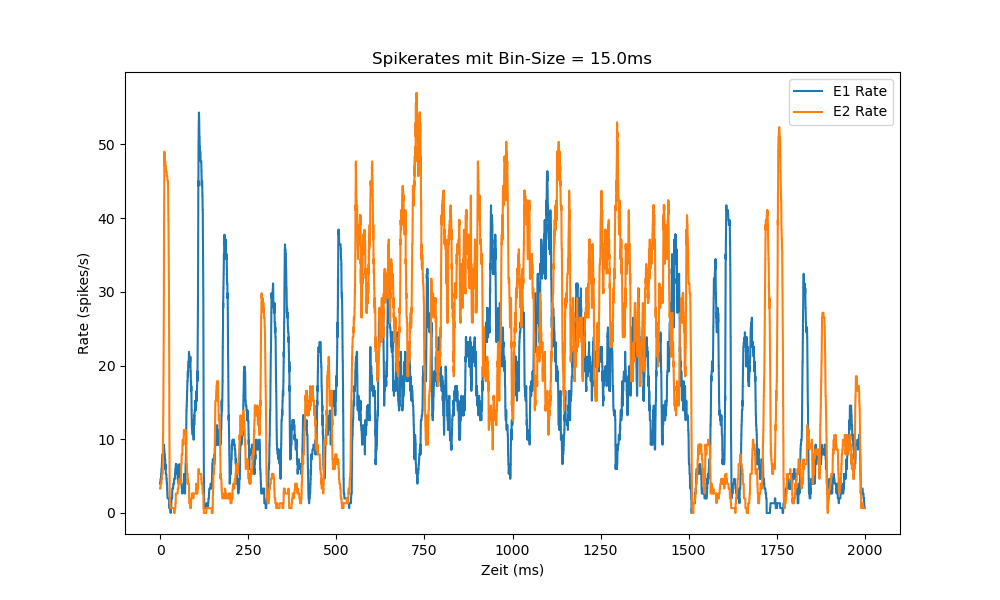 Spikerates mit Bin-Size = 15.0ms
E1 Rate
E2 Rate
50
40
30
20
10
0
Rate (spikes/s)
0 250 500 750 1000 1250 1500 1750 2000
Zeit (ms)